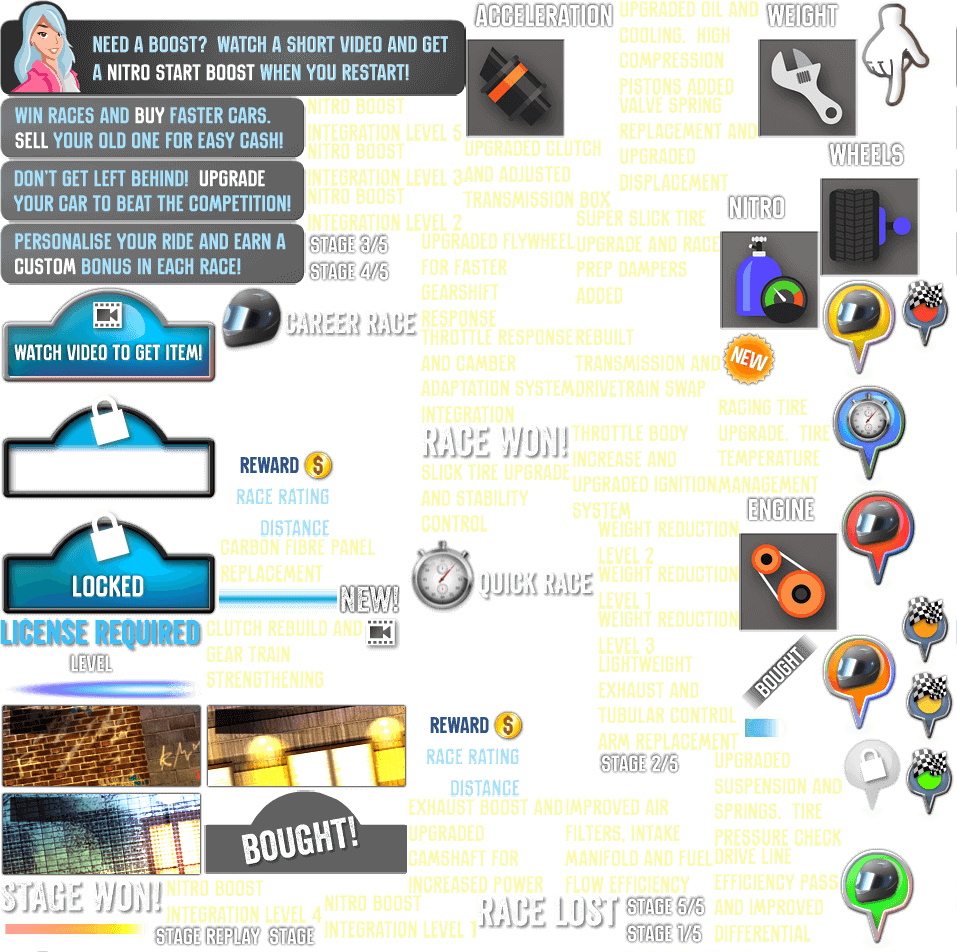 NEED A BOOST? WATCH A SHORT VIDEO AND GET
A NITRO START BOOST WHEN YOU RESTART!
WIN RACES AND BUY FASTER CARS.
SELL YOUR OLD ONE FOR EASY CASH!
DON'T GET LEFT BEHIND! UPGRADE
YOUR CAR TO BEAT THE COMPETITION!
PERSONALISE YOUR RIDE AND EARN A
CUSTOM BONUS IN EACH RACE!
NITRO BOOST
INTEGRATION LEVEL 5
NITRO BOOST
INTEGRATION LEVEL 3
NITRO BOOST
INTEGRATION LEVEL 2
STAGE 3/5
STAGE 4/5
ACCELERATION
UPGRADED OIL AND
COOLING. HIGH
COMPRESSION
PISTONS ADDED
VALVE SPRING
REPLACEMENT AND
UPGRADED
DISPLACEMENT
WEIGHT
WHEELS
NITRO
UPGRADED CLUTCH
AND ADJUSTED
TRANSMISSION BOX
SUPER SLICK TIRE
UPGRADE AND RACE
PREP DAMPERS
ADDED
UPGRADED FLYWHEEL
FOR FASTER
GEARSHIFT
RESPONSE
WATCH VIDEO TO GET ITEM!
CAREER RACE
THROTTLE RESPONSE
AND CAMBER
ADAPTATION SYSTEM
INTEGRATION
REBUILT
TRANSMISSION AND
DRIVETRAIN SWAP
NEW
RACING TIRE
UPGRADE. TIRE
TEMPERATURE
MANAGEMENT
RACE WON!
THROTTLE BODY
INCREASE AND
UPGRADED IGNITION
SYSTEM
REWARD $
RACE RATING
DISTANCE
SLICK TIRE UPGRADE
AND STABILITY
CONTROL
ENGINE
WEIGHT REDUCTION
LEVEL 2
WEIGHT REDUCTION
LEVEL 1
WEIGHT REDUCTION
LEVEL 3
CARBON FIBRE PANEL
REPLACEMENT
LOCKED
NEW!
QUICK RACE
LICENSE REQUIRED
LEVEL
CLUTCH REBUILD AND
GEAR TRAIN
STRENGTHENING
LIGHTWEIGHT
EXHAUST AND
TUBULAR CONTROL
ARM REPLACEMENT
BOUGHT
STAGE 2/5
REWARD $
RACE RATING
DISTANCE
UPGRADED
SUSPENSION AND
SPRINGS. TIRE
PRESSURE CHECK
BOUGHT!
EXHAUST BOOST AND
UPGRADED
CAMSHAFT FOR
INCREASED POWER
IMPROVED AIR
FILTERS, INTAKE
MANIFOLD AND FUEL
FLOW EFFICIENCY
DRIVE LINE
EFFICIENCY PASS
AND IMPROVED
DIFFERENTIAL
STAGE WON!
NITRO BOOST
INTEGRATION LEVEL 4
NITRO BOOST
INTEGRATION LEVEL 1
RACE LOST
STAGE 5/5
STAGE 1/5
STAGE REPLAY STAGE